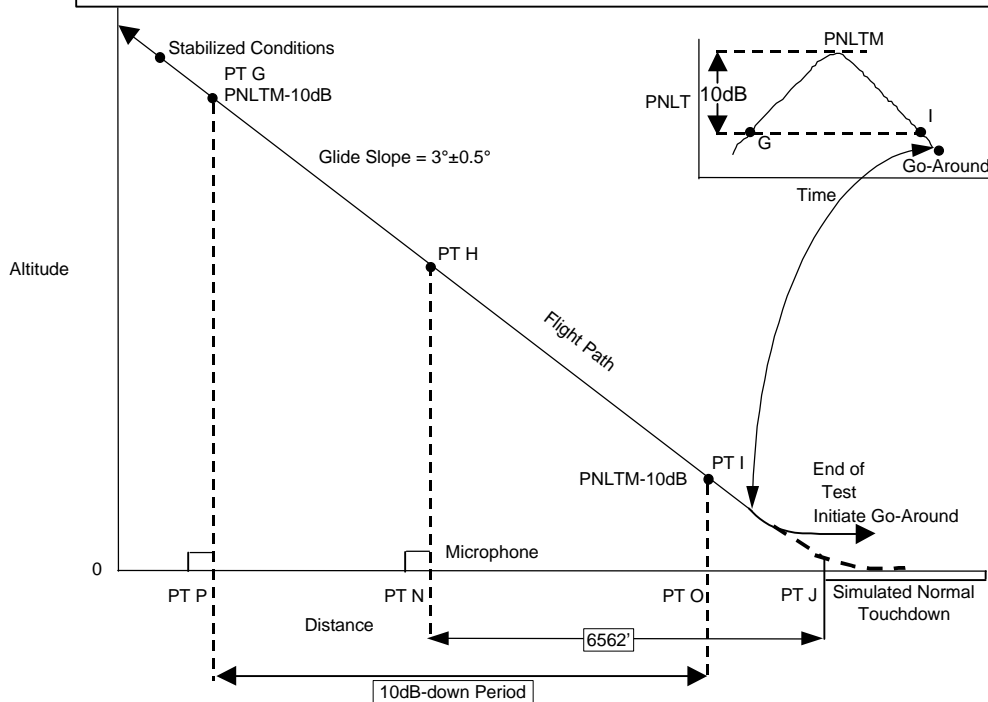 Stabilized Conditions
PT G
PNLTM-10dB
Glide Slope = 3°±0.5°
PNLTM
PNLT
10dB
G
I
Go-Around
Time
Altitude
PT H
Flight Path
PT I
PNLTM-10dB
End of
Test
Initiate Go-Around
Microphone
0
PT P
PT N
PT O
PT J
Simulated Normal
Touchdown
Distance
6562'
10dB-down Period